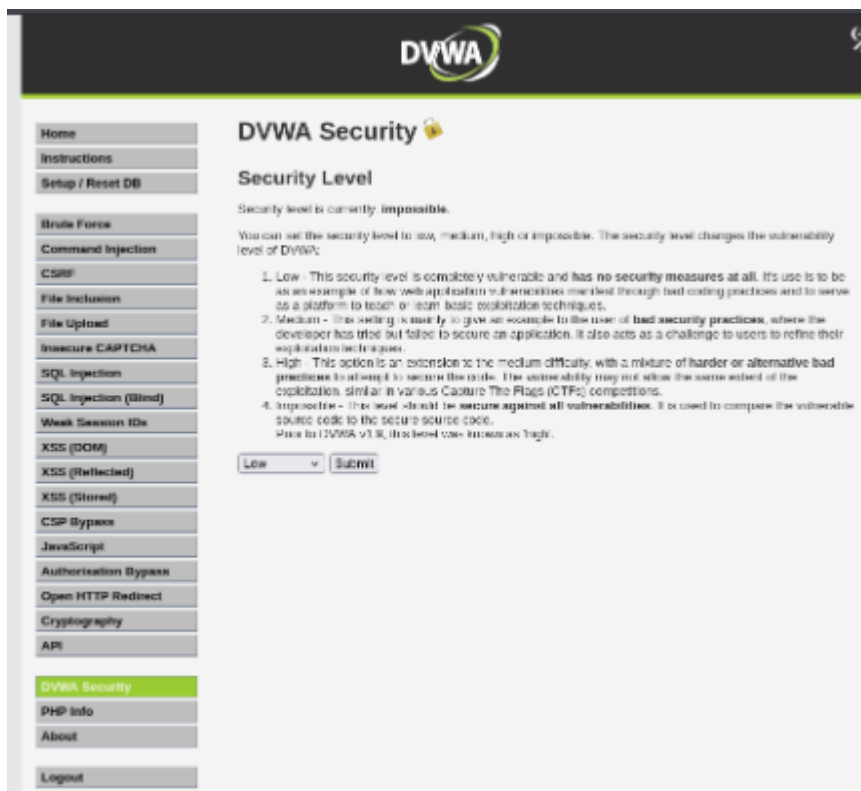 DVWA
Home
Instructions
Setup / Reset DB
Brute Force
Command Injection
CSRF
File Inclusion
File Upload
Insecure CAPTCHA
SQL Injection
SQL Injection (Blind)
Weak Session IDs
XSS (DOM)
XSS (Reflected)
XSS (Stored)
CSP Bypass
JavaScript
Authorisation Bypass
Open HTTP Redirect
Cryptography
API
DVWA Security
PHP Info
About
Logout
DVWA Security
Security Level
Security level is currently impossible.
You can set the security level to low, medium, high or impossible. The security level changes the vulnerability
level of DVWA:
1. Low - This security level is completely vulnerable and has no security measures at all. It's use is to be
as an example of how web application vulnerabilities manifest through bad coding practices and to serve
as a platform to teach or learn basic exploitation techniques.
2. Medium - This setting is mainly to give an example to the user of bad security practices, where the
developer has tried but failed to secure an application. It also acts as a challenge to users to refine their
exploitation techniques.
3. High - This option is an extension to the medium difficulty, with a mixture of harder or alternative bad
practices to attempt to secure the code. The vulnerability may not allow the same extent of the
exploitation, similar in various Capture The Flags (CTFs) competitions.
4. Impossible - This level should be secure against all vulnerabilities. It is used to compare the vulnerable
source code to the secure source code.
Prior to DVWA v1.9, this level was known as 'high'.
Low
Submit